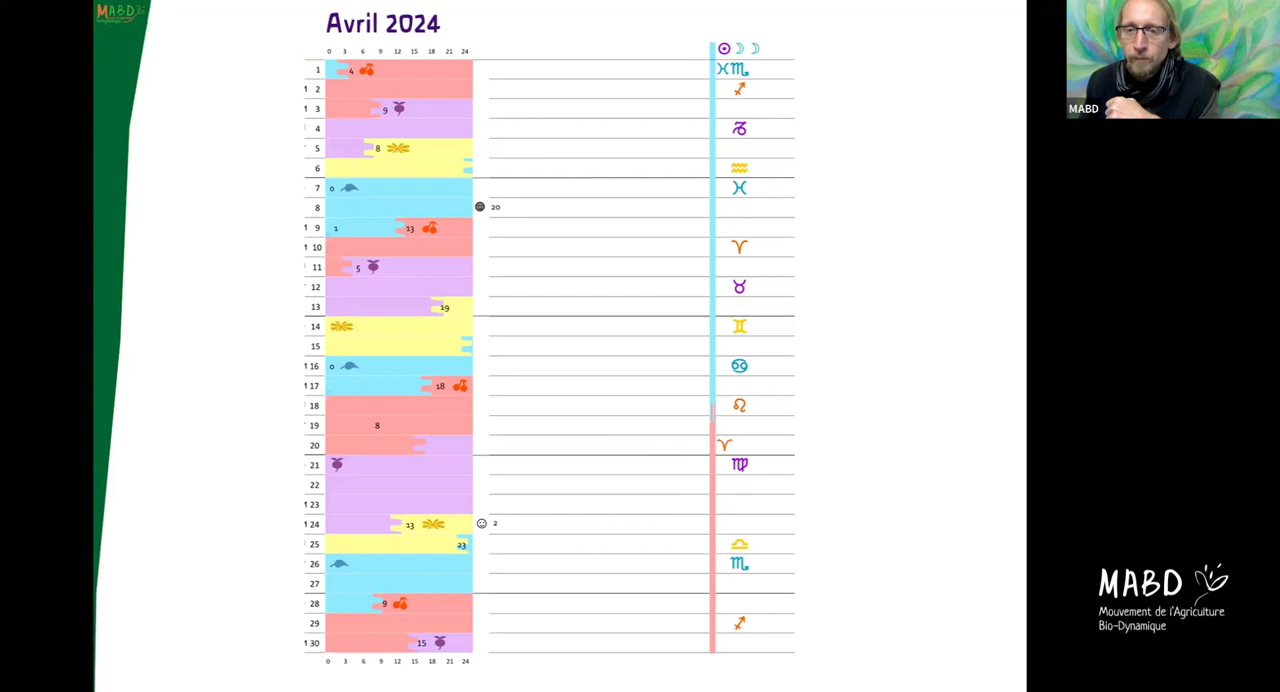 MABD
Avril 2024
0 3 6 9 12 15 18 21 24
1 4
2
3 9
4
5 8
6
7 0
8 20
9 1 13
10
11 5
12
13 19
14
15
16 0
17 18
18
19 8
20
21
22
23
24 13 2
25 23
26
27
28 9
29
30 15
0 3 6 9 12 15 18 21 24
MABD
MABD
Mouvement de l'Agriculture
Bio-Dynamique